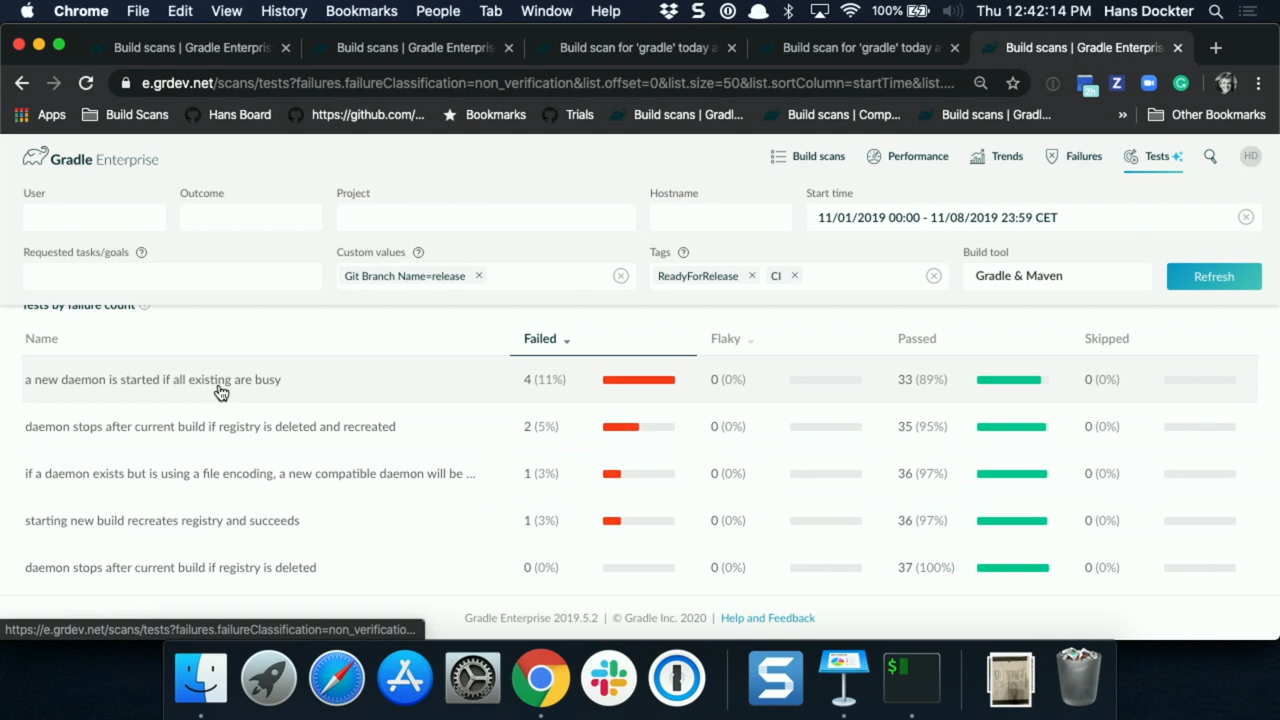 Chrome File Edit View History Bookmarks People Tab Window Help 100% Thu 12:42:14 PM Hans Dockter
Build scans | Gradle Enterpris Build scans | Gradle Enterpris Build scan for 'gradle' today a Build scan for 'gradle' today a Build scans | Gradle Enterpris
e.grdev.net/scans/tests?failures.failureClassification=non_verification&list.offset=0&list.size=50&list.sortColumn=startTime&list....
2h Z
Apps Build Scans Hans Board https://github.com/... Bookmarks Trials Build scans | Gradl... Build scans | Comp... Build scans | Gradl... » Other Bookmarks
Gradle Enterprise Build scans Performance Trends Failures Tests HD
User Outcome Project Hostname Start time
11/01/2019 00:00 - 11/08/2019 23:59 CET
Requested tasks/goals ? Custom values ? Tags ? Build tool
Git Branch Name=release ReadyForRelease CI Gradle & Maven Refresh
Tests by failure count
Name Failed Flaky Passed Skipped
a new daemon is started if all existing are busy 4 (11%) 0 (0%) 33 (89%) 0 (0%)
daemon stops after current build if registry is deleted and recreated 2 (5%) 0 (0%) 35 (95%) 0 (0%)
if a daemon exists but is using a file encoding, a new compatible daemon will be ... 1 (3%) 0 (0%) 36 (97%) 0 (0%)
starting new build recreates registry and succeeds 1 (3%) 0 (0%) 36 (97%) 0 (0%)
daemon stops after current build if registry is deleted 0 (0%) 0 (0%) 37 (100%) 0 (0%)
Gradle Enterprise 2019.5.2 | © Gradle Inc. 2020 | Help and Feedback
https://e.grdev.net/scans/tests?failures.failureClassification=non_verificatio...
S $